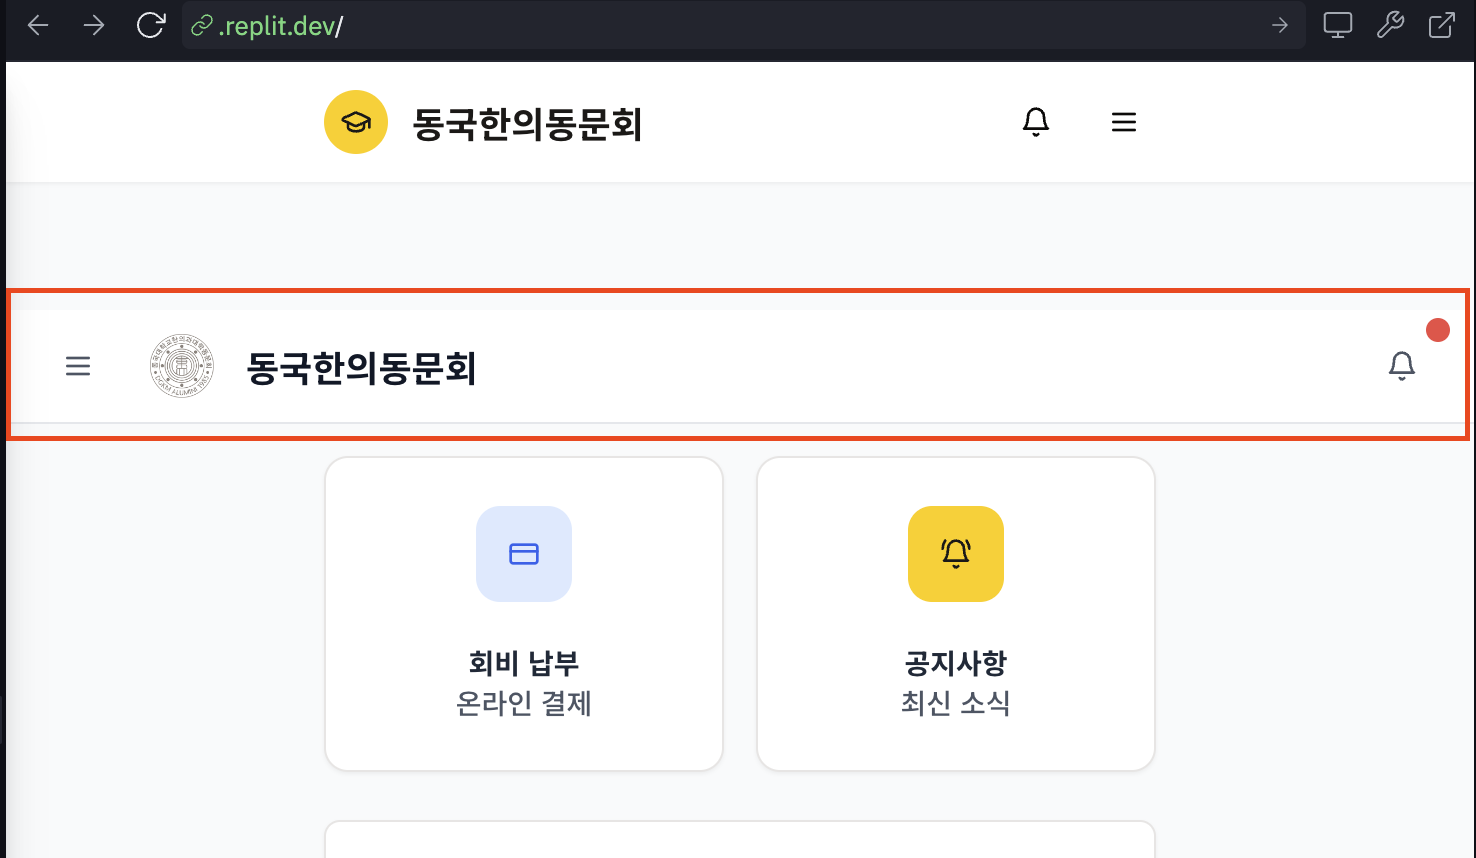 .replit.dev/
동국한의동문회
동국한의동문회
회비 납부
온라인 결제
공지사항
최신 소식